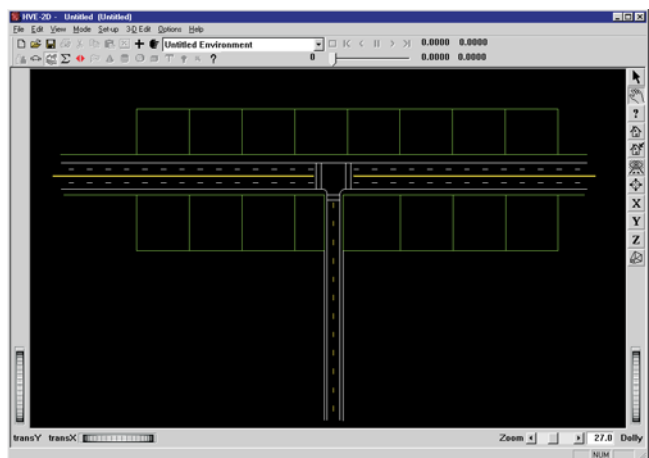 HVE-2D - Untitled (Untitled)
File Edit View Mode Set-up 3-D Edit Options Help
Untitled Environment 0.0000 0.0000
? 0 0.0000 0.0000
?
X
Y
Z
transY transX Zoom 27.0 Dolly
NUM